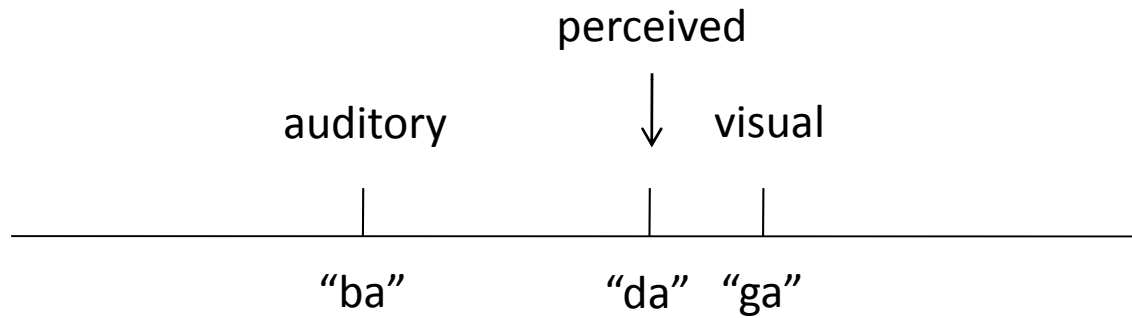 perceived
auditory visual
“ba” “da” “ga”